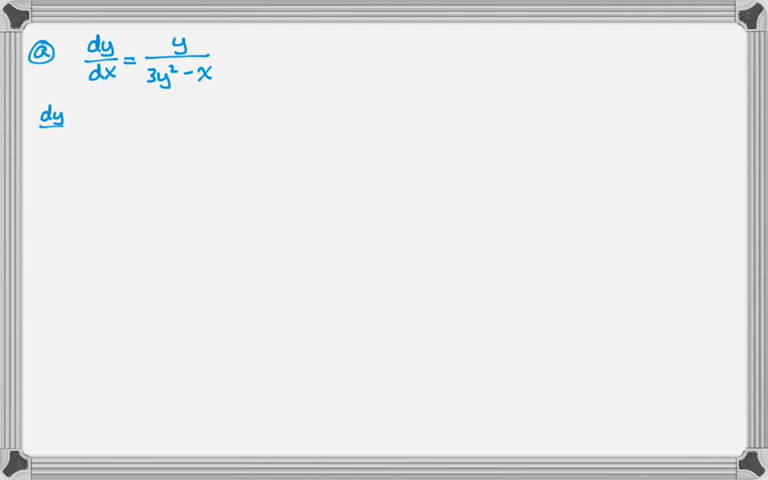 ⓐ dy/dx = y/(3y² - x)
dy